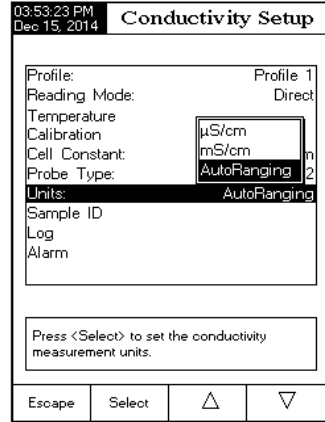 03:53:23 PM
Dec 15, 2014
Conductivity Setup
Profile: Profile 1
Reading Mode: Direct
Temperature
Calibration
µS/cm
Cell Constant:
mS/cm
Probe Type: 2
AutoRanging
Units: AutoRanging
Sample ID
Log
Alarm
Press <Select> to set the conductivity
measurement units.
Escape Select △ ▽